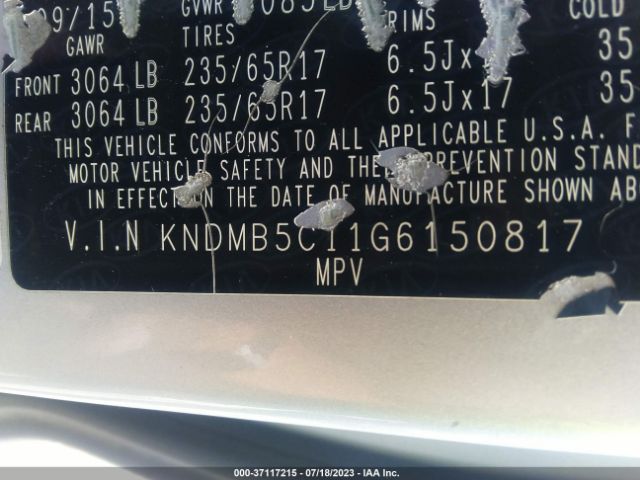 09/15 GVWR 6085LB
GAWR TIRES RIMS COLD
FRONT 3064 LB 235/65R17 6.5Jx 35
REAR 3064 LB 235/65R17 6.5Jx17 35
THIS VEHICLE CONFORMS TO ALL APPLICABLE U.S.A. F
MOTOR VEHICLE SAFETY AND THE PREVENTION STAND
IN EFFECT ON THE DATE OF MANUFACTURE SHOWN AB
V.I.N KNDMB5C11G6150817
MPV
000-37117215 - 07/18/2023 - IAA Inc.